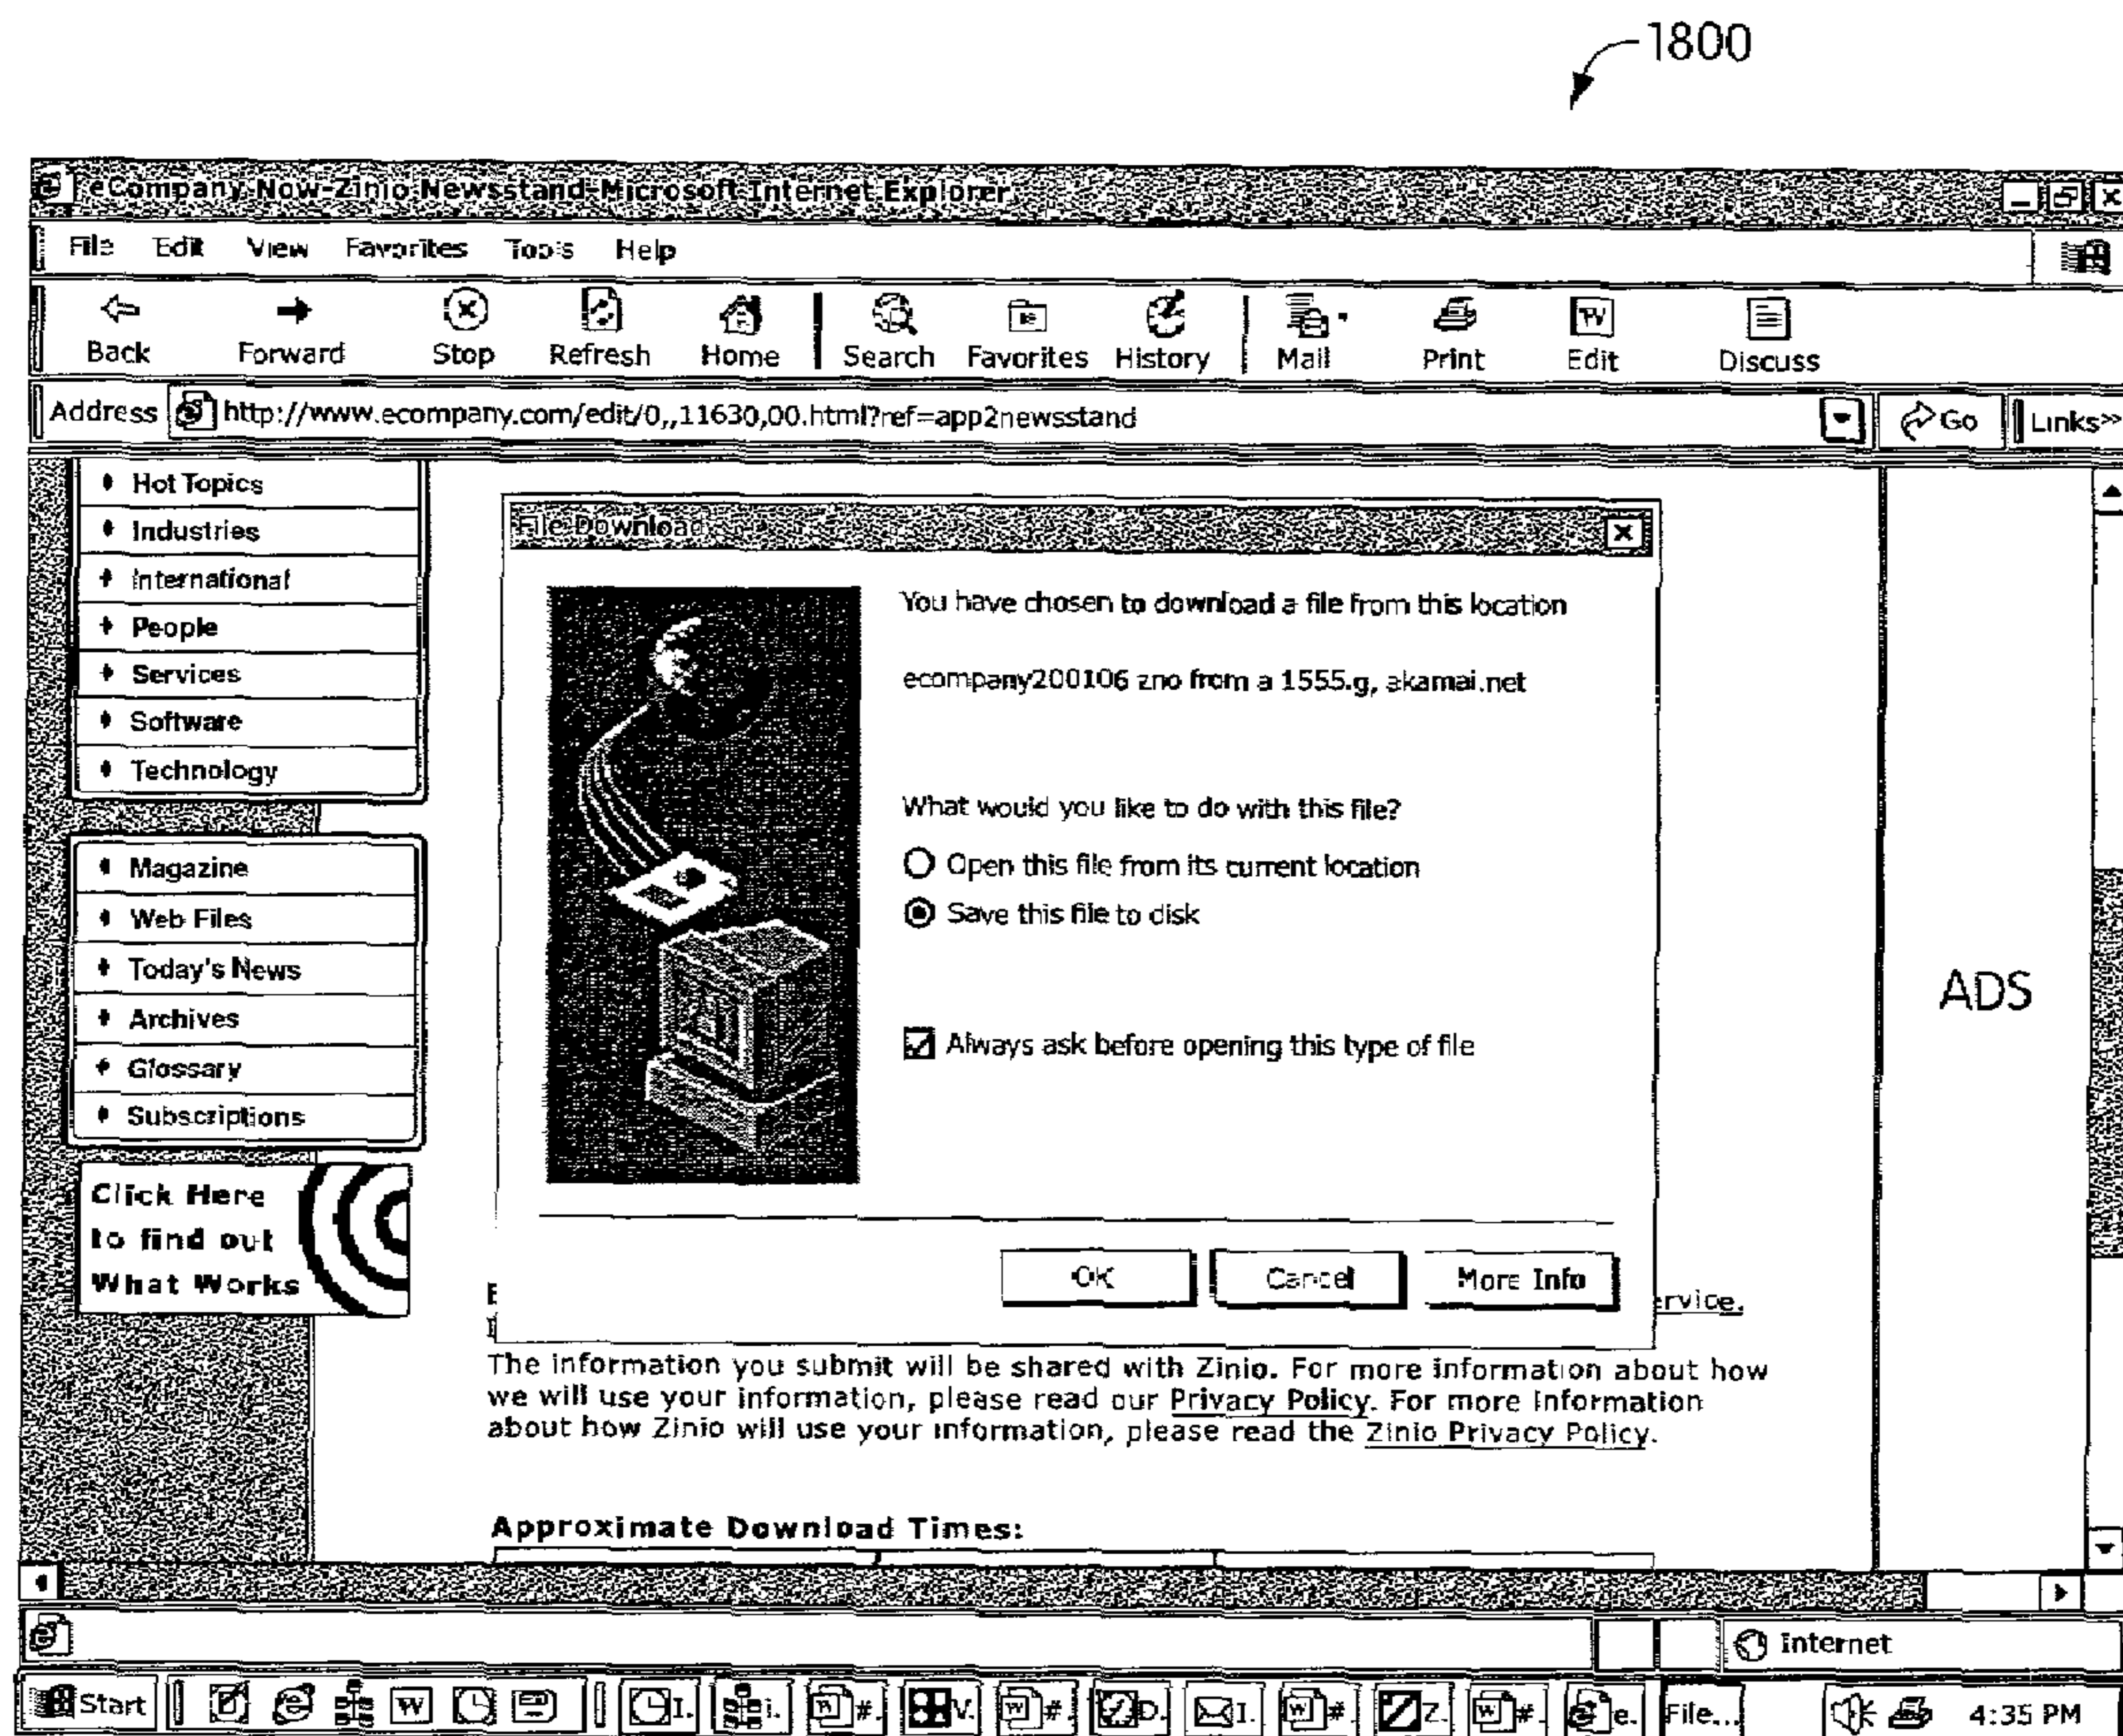 1800
eCompany Now-Zinio Newsstand-Microsoft Internet Explorer
File Edit View Favorites Tools Help
Back Forward Stop Refresh Home Search Favorites History Mail Print Edit Discuss
Address http://www.ecompany.com/edit/0,,11630,00.html?ref=app2newsstand Go Links»
Hot Topics
Industries
International
People
Services
Software
Technology
Magazine
Web Files
Today's News
Archives
Glossary
Subscriptions
Click Here
to find out
What Works
File Download
You have chosen to download a file from this location
ecompany200106 zno from a 1555.g, akamai.net
What would you like to do with this file?
Open this file from its current location
Save this file to disk
Always ask before opening this type of file
OK Cancel More Info
ADS
E rvice.
The information you submit will be shared with Zinio. For more information about how
we will use your information, please read our Privacy Policy. For more information
about how Zinio will use your information, please read the Zinio Privacy Policy.
Approximate Download Times:
Internet
Start W I. i. #. V. #. D. I. #. Z. #. e. File... 4:35 PM